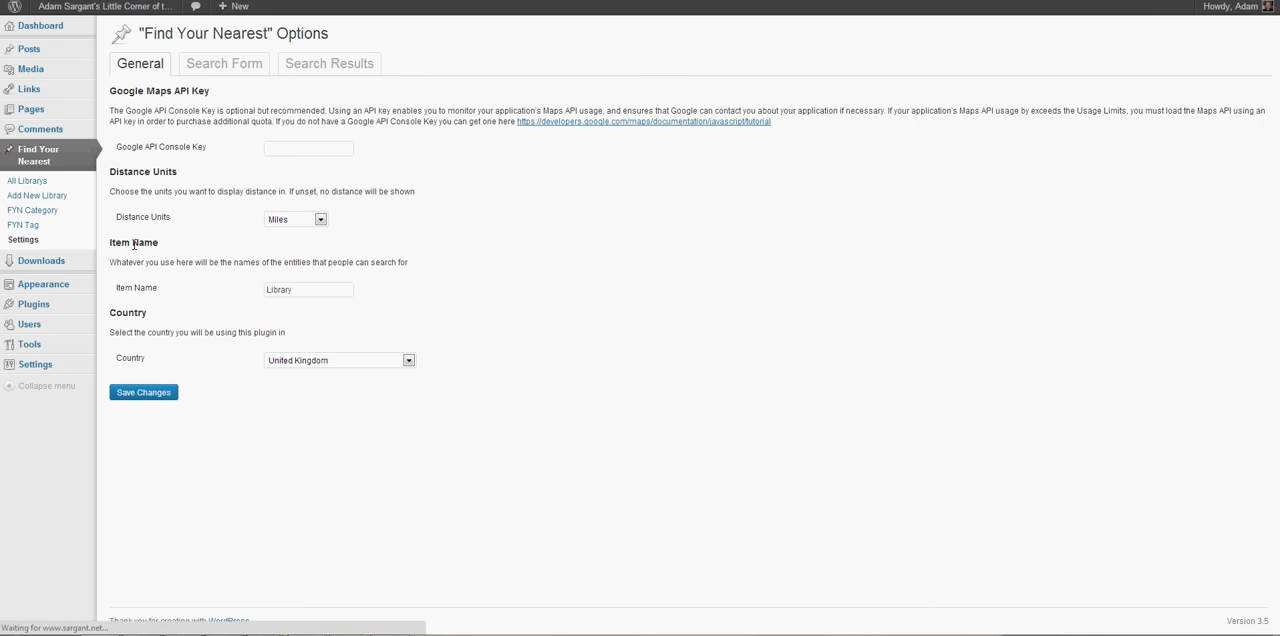 Adam Sargant's Little Corner of t... + New Howdy, Adam
Dashboard
Posts
Media
Links
Pages
Comments
Find Your
Nearest
All Librarys
Add New Library
FYN Category
FYN Tag
Settings
Downloads
Appearance
Plugins
Users
Tools
Settings
Collapse menu
"Find Your Nearest" Options
General Search Form Search Results
Google Maps API Key
The Google API Console Key is optional but recommended. Using an API key enables you to monitor your application's Maps API usage, and ensures that Google can contact you about your application if necessary. If your application's Maps API usage by exceeds the Usage Limits, you must load the Maps API using an
API key in order to purchase additional quota. If you do not have a Google API Console Key you can get one here https://developers.google.com/maps/documentation/javascript/tutorial
Google API Console Key
Distance Units
Choose the units you want to display distance in. If unset, no distance will be shown
Distance Units Miles
Item Name
Whatever you use here will be the names of the entities that people can search for
Item Name Library
Country
Select the country you will be using this plugin in
Country United Kingdom
Save Changes
Thank you for creating with WordPress. Version 3.5
Waiting for www.sargant.net...